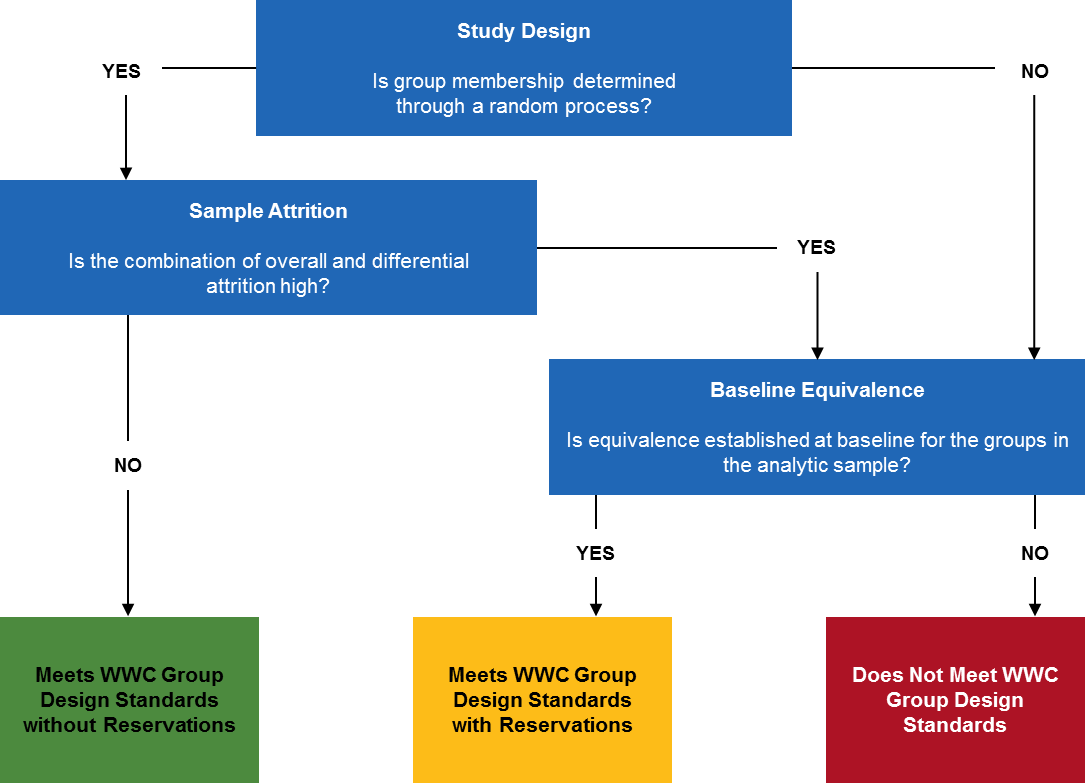 Study Design
Is group membership determined
through a random process?
YES
NO
Sample Attrition
Is the combination of overall and differential
attrition high?
YES
Baseline Equivalence
Is equivalence established at baseline for the groups in
the analytic sample?
NO
YES
NO
Meets WWC Group
Design Standards
without Reservations
Meets WWC Group
Design Standards
with Reservations
Does Not Meet WWC
Group Design
Standards